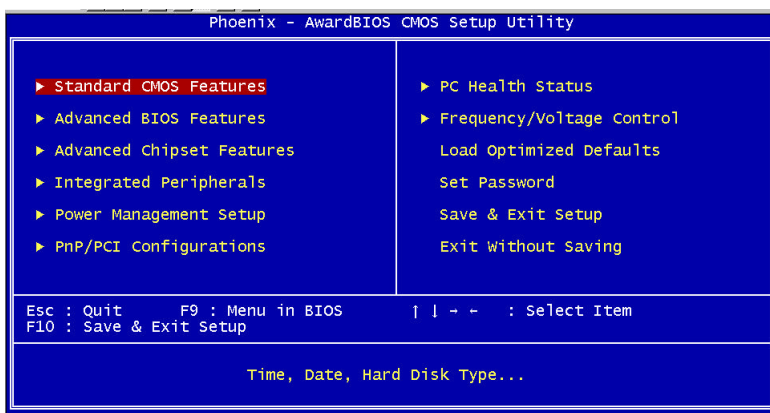 Phoenix - AwardBIOS CMOS Setup Utility
▶ Standard CMOS Features
▶ Advanced BIOS Features
▶ Advanced Chipset Features
▶ Integrated Peripherals
▶ Power Management Setup
▶ PnP/PCI Configurations
▶ PC Health Status
▶ Frequency/Voltage Control
Load Optimized Defaults
Set Password
Save & Exit Setup
Exit Without Saving
Esc : Quit F9 : Menu in BIOS ↑ ↓ → ← : Select Item
F10 : Save & Exit Setup
Time, Date, Hard Disk Type...